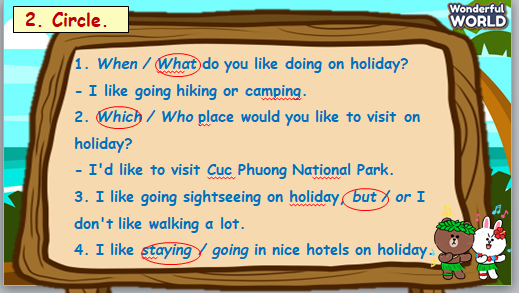 2. Circle.
Wonderful
WORLD
1. When / What do you like doing on holiday?
- I like going hiking or camping.
2. Which / Who place would you like to visit on
holiday?
- I'd like to visit Cuc Phuong National Park.
3. I like going sightseeing on holiday, but / or I
don't like walking a lot.
4. I like staying / going in nice hotels on holiday.